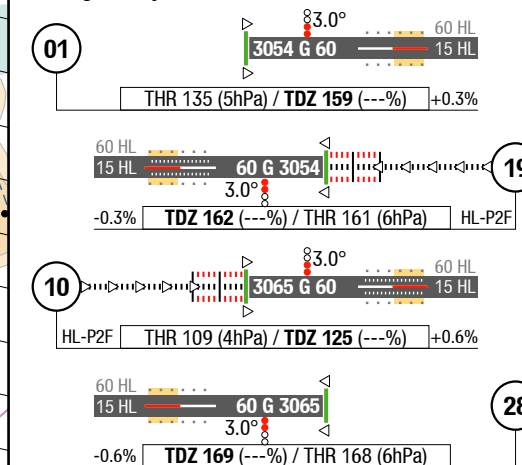 3.0° 60 HL
01 3054 G 60 15 HL
THR 135 (5hPa) / TDZ 159 (---%) +0.3%
60 HL
15 HL 60 G 3054 19
3.0°
-0.3% TDZ 162 (---%) / THR 161 (6hPa) HL-P2F
3.0° 60 HL
10 3065 G 60 15 HL
HL-P2F THR 109 (4hPa) / TDZ 125 (---%) +0.6%
60 HL
15 HL 60 G 3065 28
3.0°
-0.6% TDZ 169 (---%) / THR 168 (6hPa)